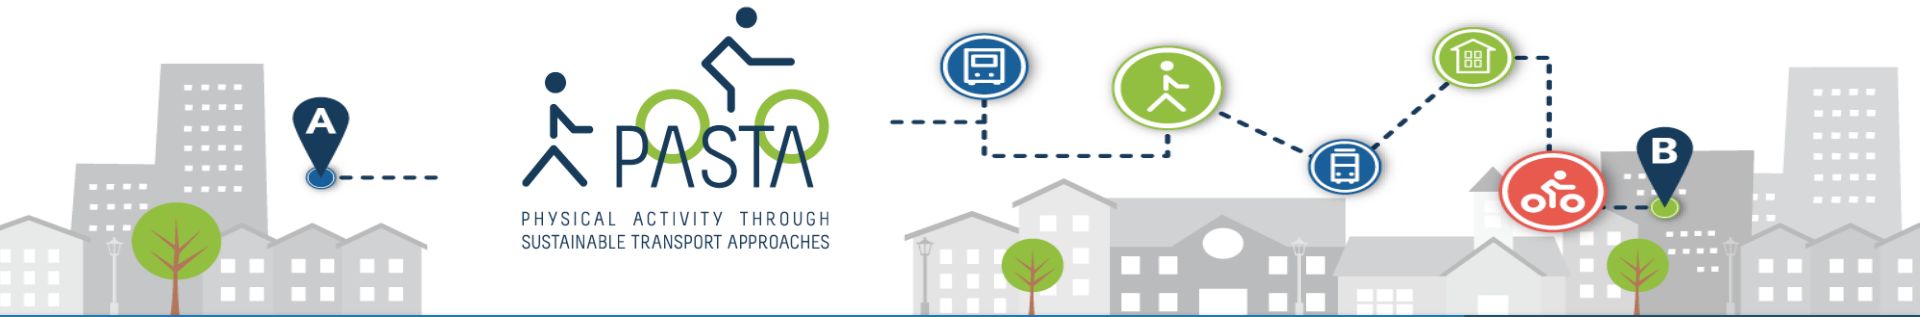 A
PASTA
PHYSICAL ACTIVITY THROUGH
SUSTAINABLE TRANSPORT APPROACHES
B